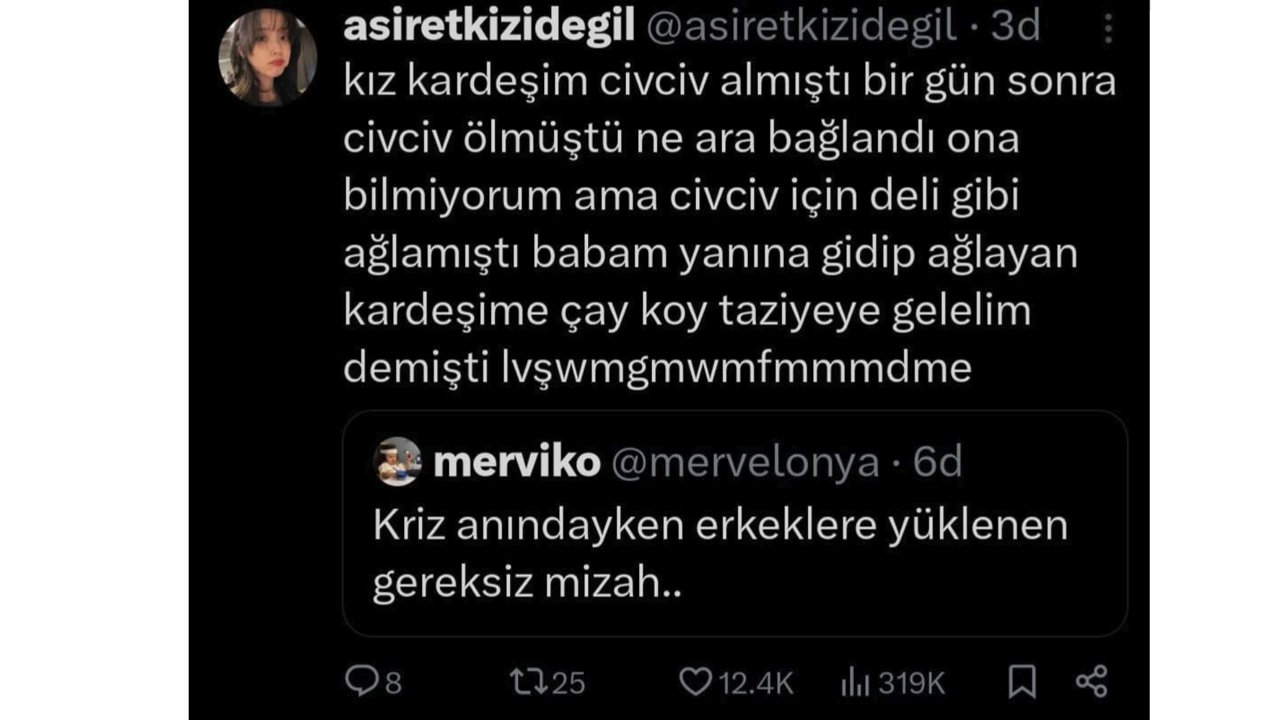 asiretkizidegil @asiretkizidegil · 3d
kız kardeşim civciv almıştı bir gün sonra
civciv ölmüştü ne ara bağlandı ona
bilmiyorum ama civciv için deli gibi
ağlamıştı babam yanına gidip ağlayan
kardeşime çay koy taziyeye gelelim
demişti lvşwmgmwmfmmmdme
merviko @mervelonya · 6d
Kriz anındayken erkeklere yüklenen
gereksiz mizah..
8 25 12.4K 319K